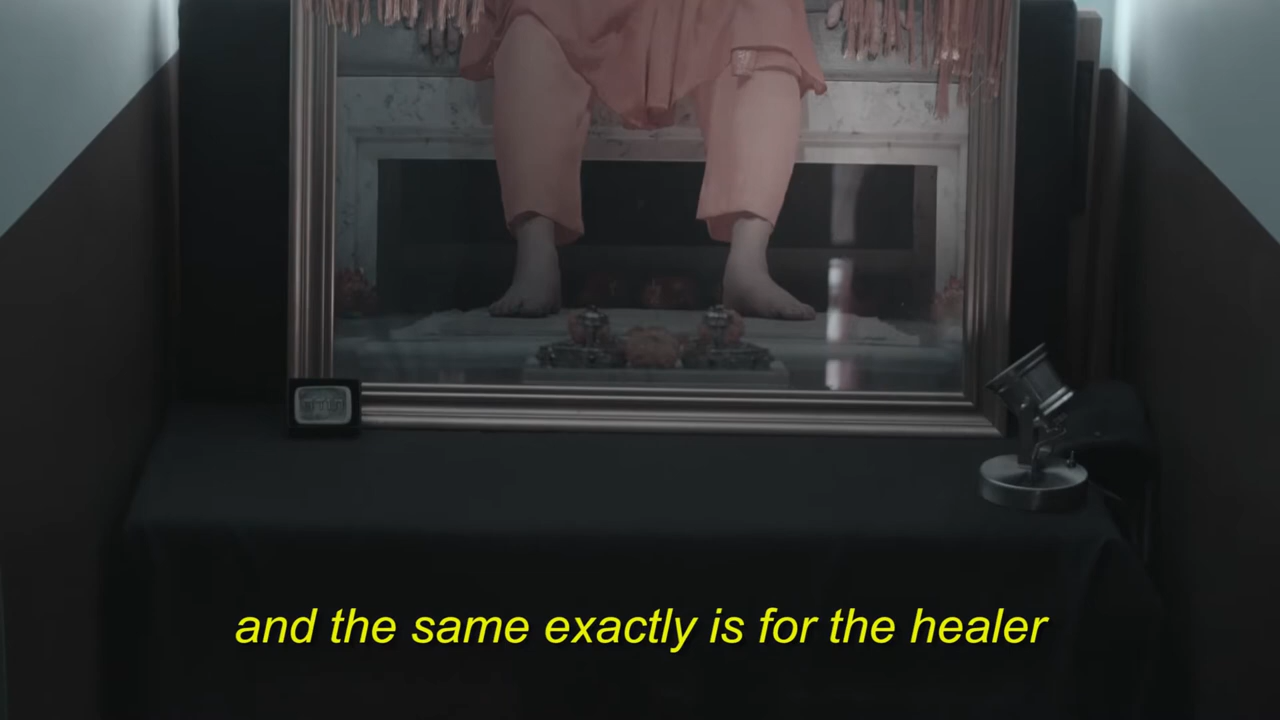 and the same exactly is for the healer